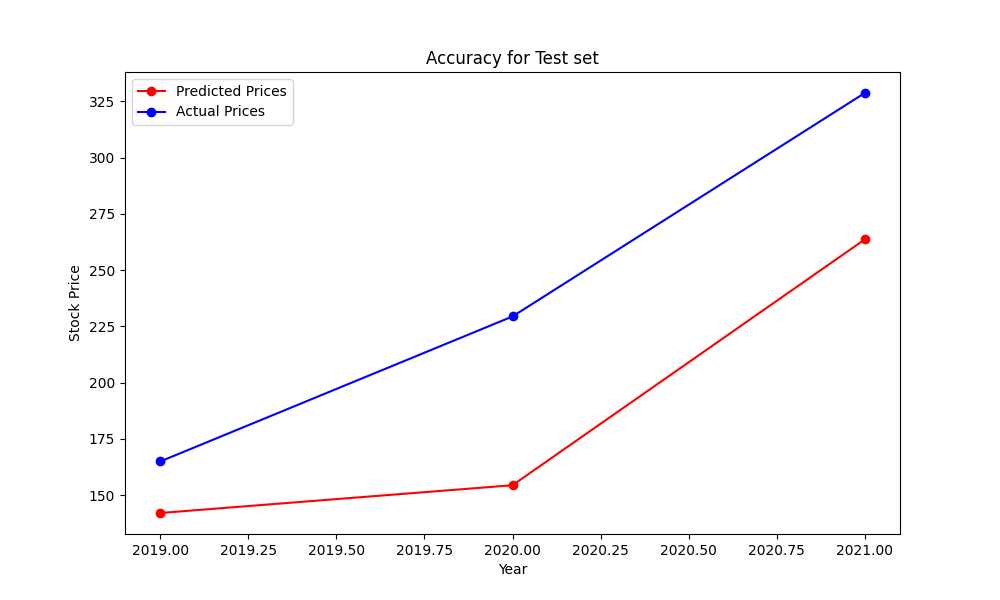 Accuracy for Test set
Predicted Prices
Actual Prices
325
300
275
250
225
200
175
150
Stock Price
2019.00 2019.25 2019.50 2019.75 2020.00 2020.25 2020.50 2020.75 2021.00
Year